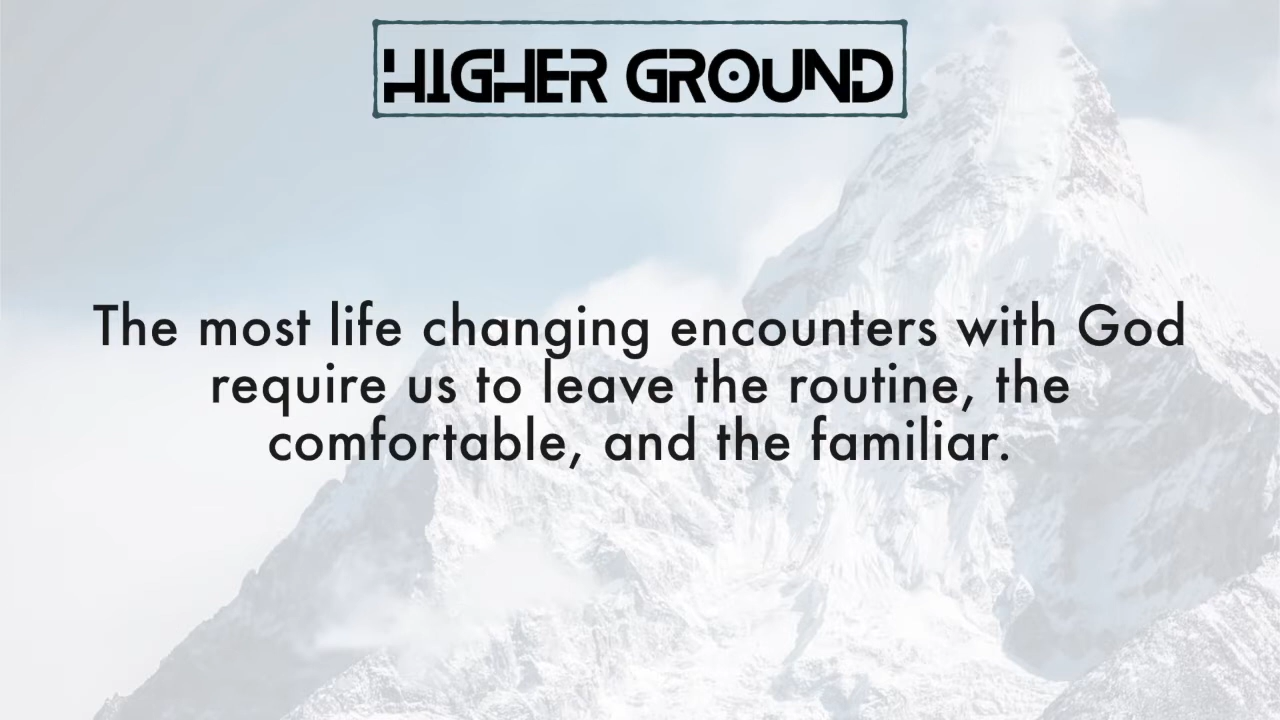 HIGHER GROUND
The most life changing encounters with God
require us to leave the routine, the
comfortable, and the familiar.